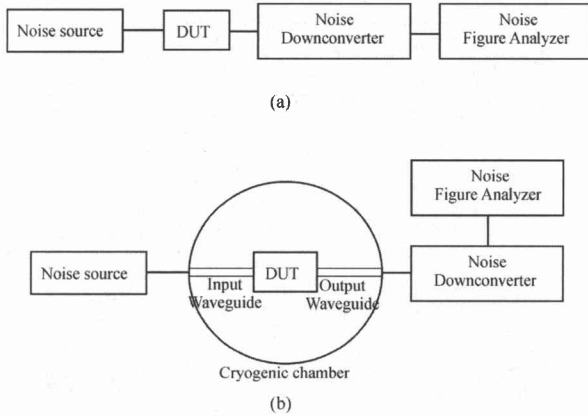 Noise source
DUT
Noise
Downconverter
Noise
Figure Analyzer
(a)
Noise
Figure Analyzer
Noise source
DUT
Noise
Downconverter
Input
Waveguide
Output
Waveguide
Cryogenic chamber
(b)